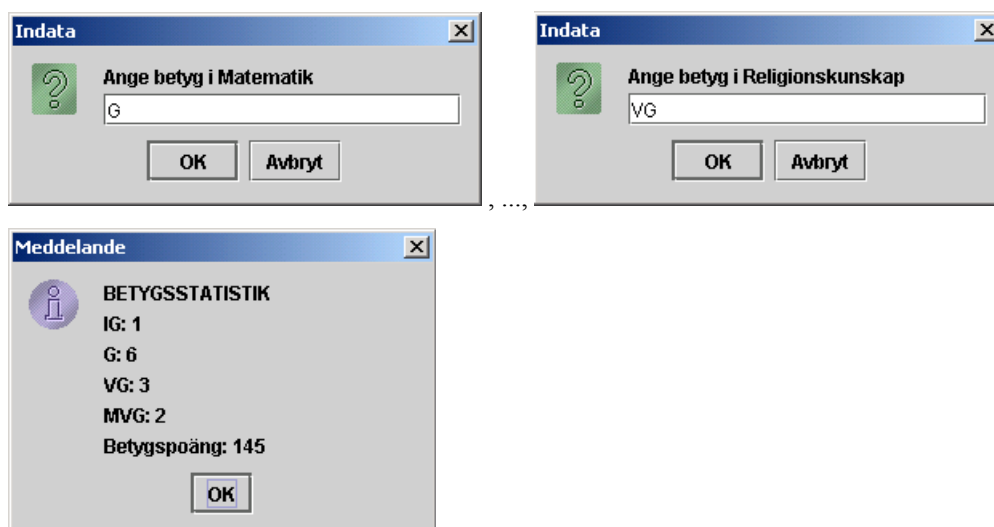 Indata
Ange betyg i Matematik
G
OK Avbryt
, ...,
Indata
Ange betyg i Religionskunskap
VG
OK Avbryt
Meddelande
BETYGSSTATISTIK
IG: 1
G: 6
VG: 3
MVG: 2
Betygspoäng: 145
OK